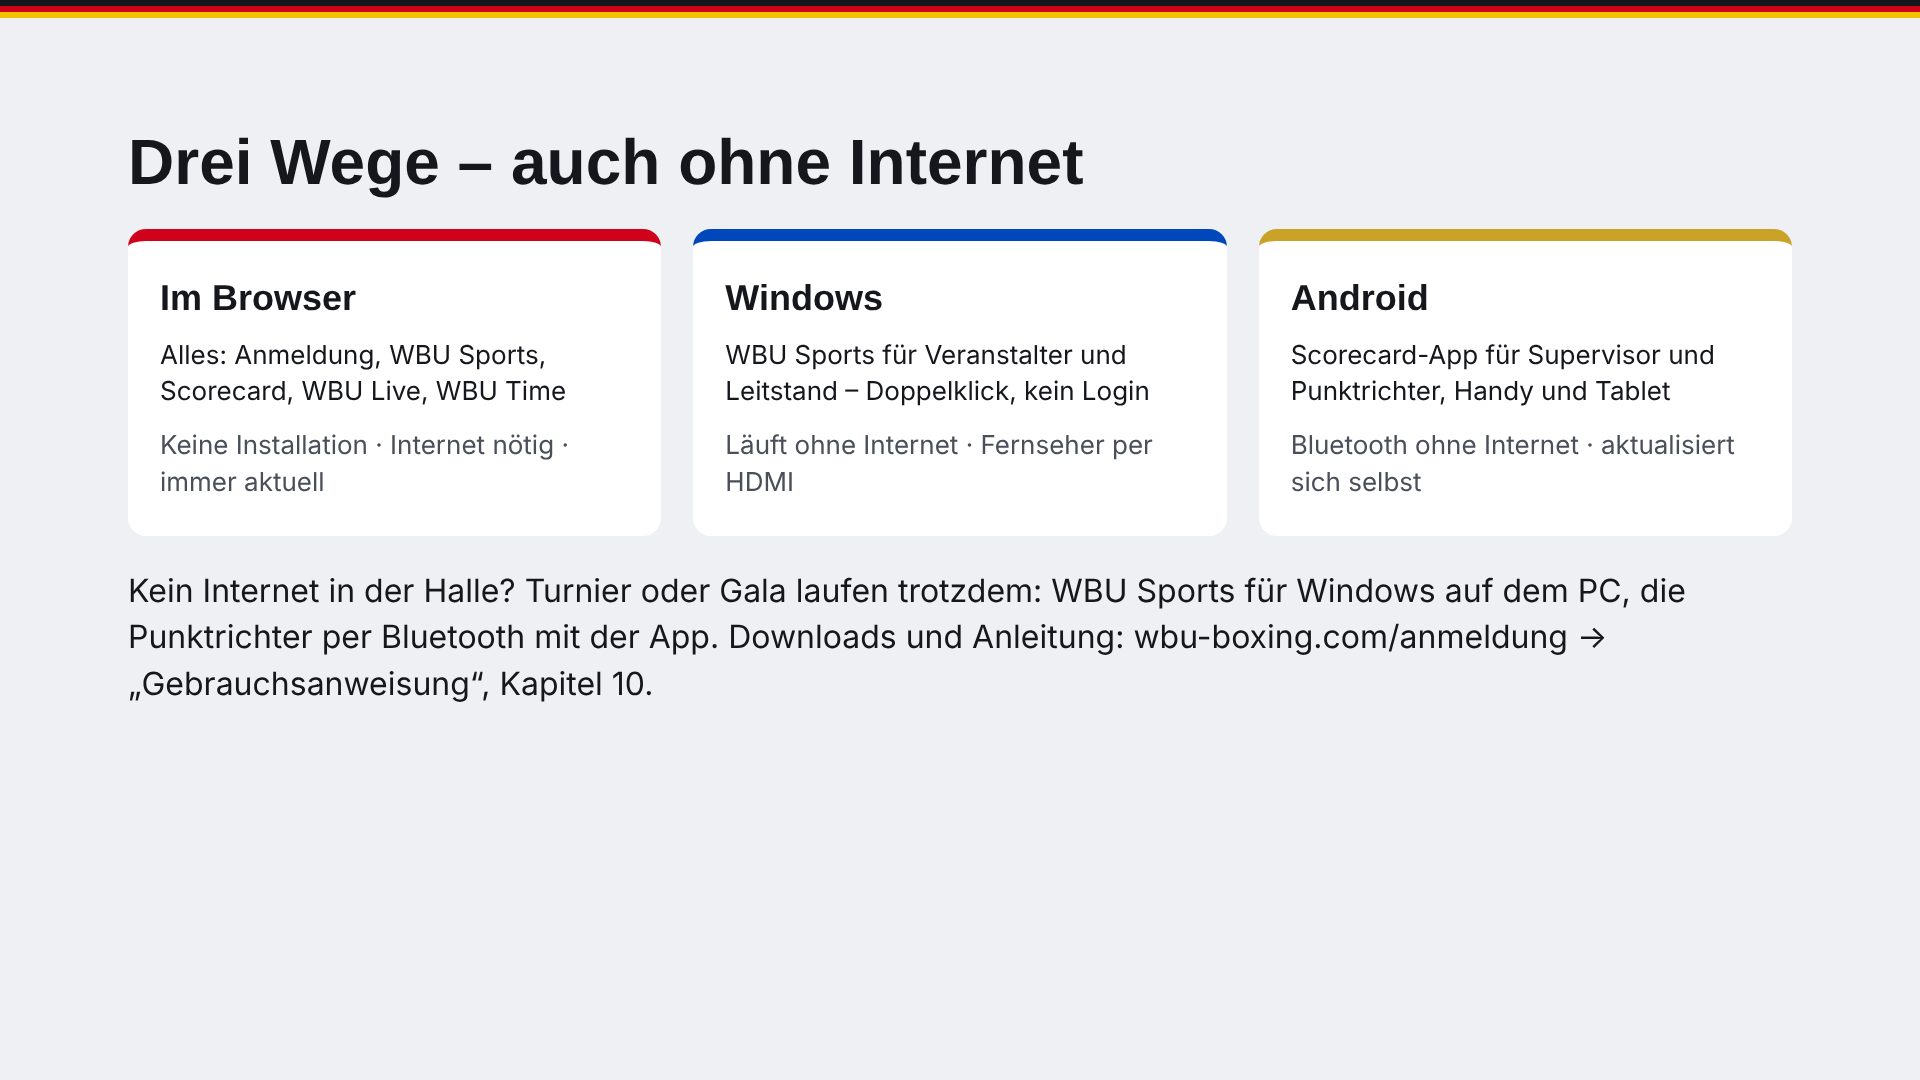 Drei Wege – auch ohne Internet
Im Browser
Alles: Anmeldung, WBU Sports,
Scorecard, WBU Live, WBU Time
Keine Installation · Internet nötig ·
immer aktuell
Windows
WBU Sports für Veranstalter und
Leitstand – Doppelklick, kein Login
Läuft ohne Internet · Fernseher per
HDMI
Android
Scorecard-App für Supervisor und
Punktrichter, Handy und Tablet
Bluetooth ohne Internet · aktualisiert
sich selbst
Kein Internet in der Halle? Turnier oder Gala laufen trotzdem: WBU Sports für Windows auf dem PC, die
Punktrichter per Bluetooth mit der App. Downloads und Anleitung: wbu-boxing.com/anmeldung →
„Gebrauchsanweisung“, Kapitel 10.